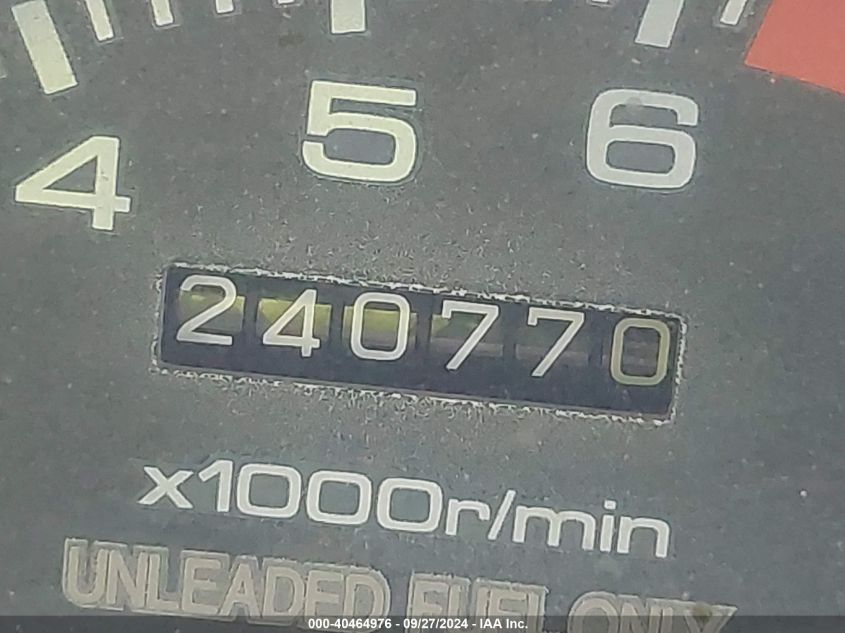 4 5 6
240770
x1000r/min
UNLEADED FUEL ONLY
000-40464976 - 09/27/2024 - IAA Inc.